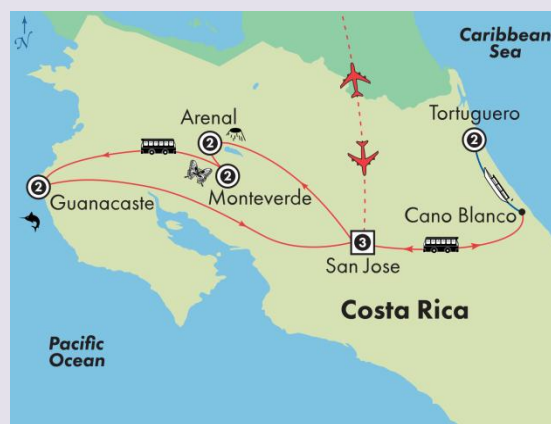 N
Caribbean
Sea
Arenal
Tortuguero
2
2
2
2
Guanacaste
Monteverde
Cano Blanco
3
San Jose
Costa Rica
Pacific
Ocean